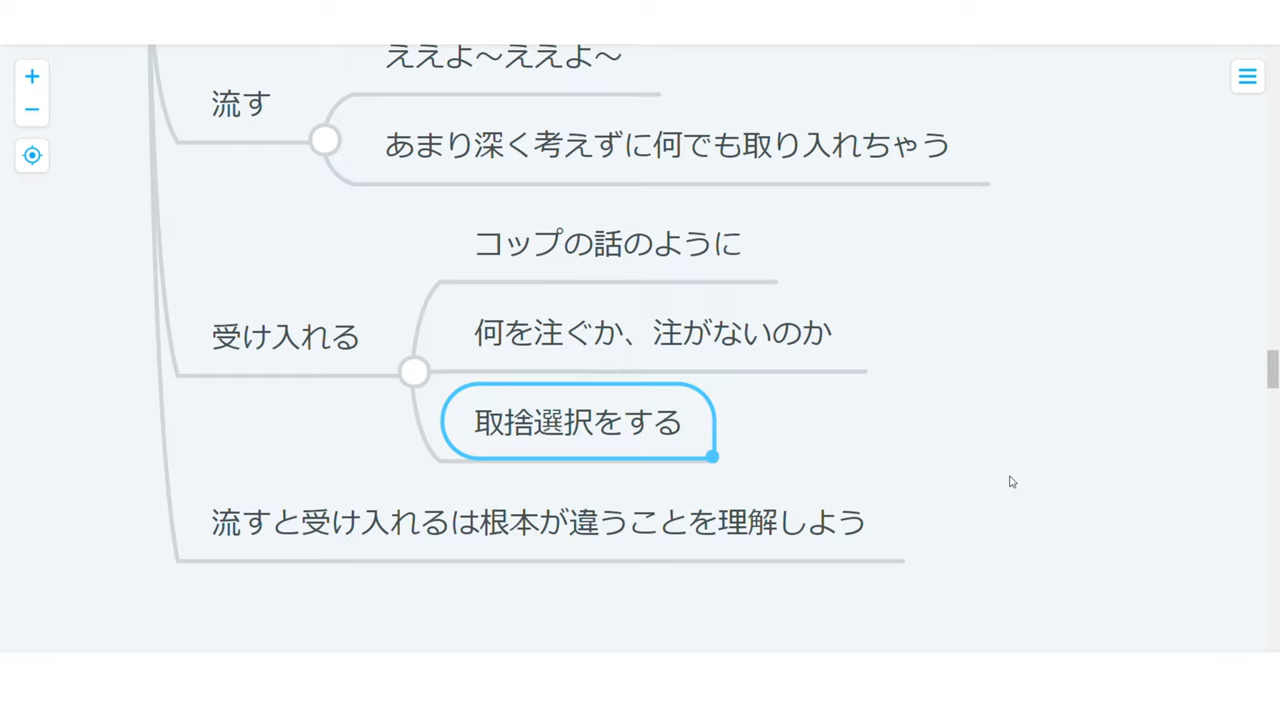 ええよ～ええよ～
流す
あまり深く考えずに何でも取り入れちゃう
コップの話のように
受け入れる
何を注ぐか、注がないのか
取捨選択をする
流すと受け入れるは根本が違うことを理解しよう